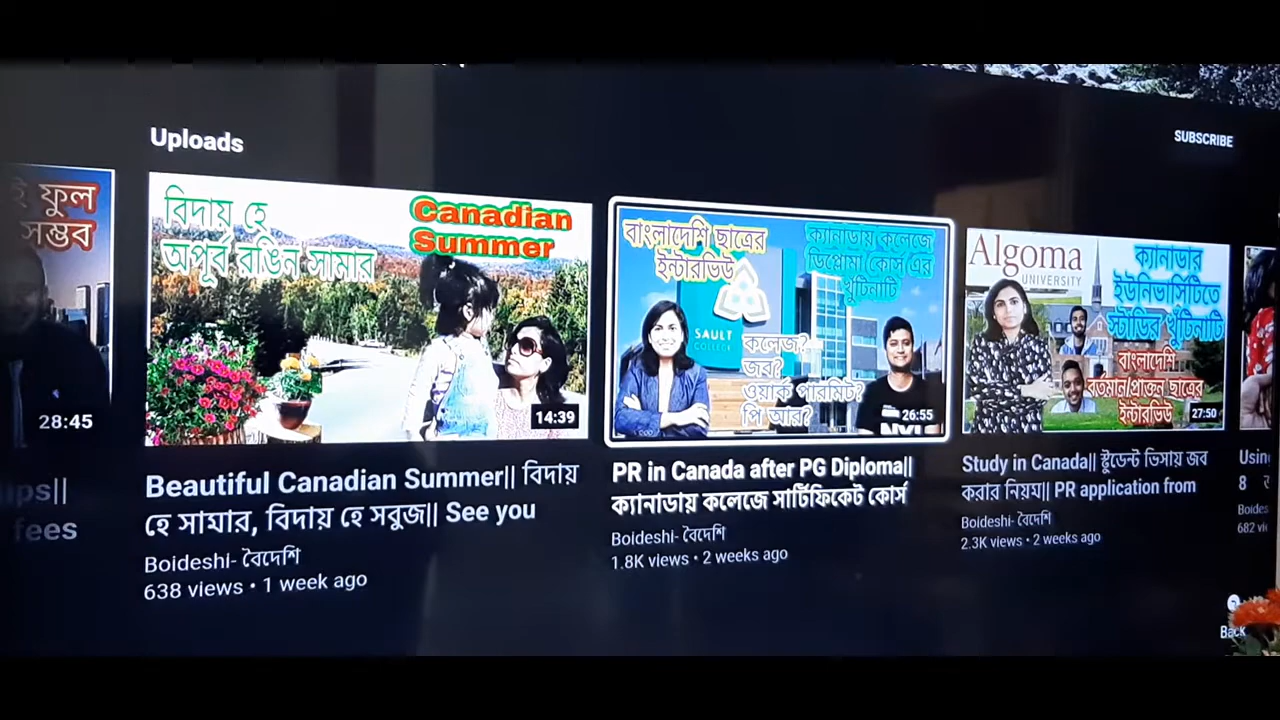 Uploads
SUBSCRIBE
ই ফুল
সম্ভব
28:45
ips||
fees
বিদায় হে
অপূর্ব রঙিন সামার
Canadian
Summer
14:39
Beautiful Canadian Summer|| বিদায়
হে সামার, বিদায় হে সবুজ|| See you
Boideshi- বৈদেশি
638 views • 1 week ago
বাংলাদেশি ছাত্রের
ইন্টারভিউ
ক্যানাডায় কলেজে
ডিপ্লোমা কোর্স এর
খুঁটিনাটি
SAULT
COLLEGE
কলেজ?
জব?
ওয়ার্ক পারমিট?
পি আর?
26:55
PR in Canada after PG Diploma||
ক্যানাডায় কলেজে সার্টিফিকেট কোর্স
Boideshi- বৈদেশি
1.8K views • 2 weeks ago
Algoma
UNIVERSITY
ক্যানাডার
ইউনিভার্সিটিতে
স্টাডির খুঁটিনাটি
বাংলাদেশি
বর্তমান/প্রাক্তন ছাত্রের
ইন্টারভিউ
27:50
Study in Canada|| ষ্টুডেন্ট ভিসায় জব
করার নিয়ম|| PR application from
Boideshi- বৈদেশি
2.3K views • 2 weeks ago
Usin
8
Boides
682 vi
Back